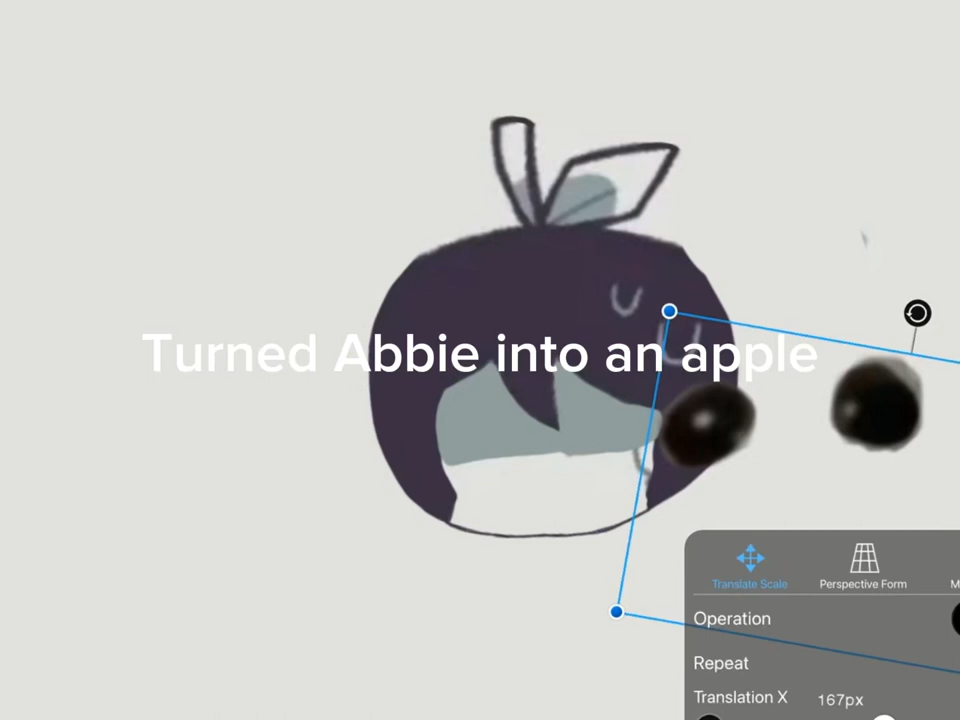 Turned Abbie into an apple
Translate Scale
Perspective Form
Operation
Repeat
Translation X 167px